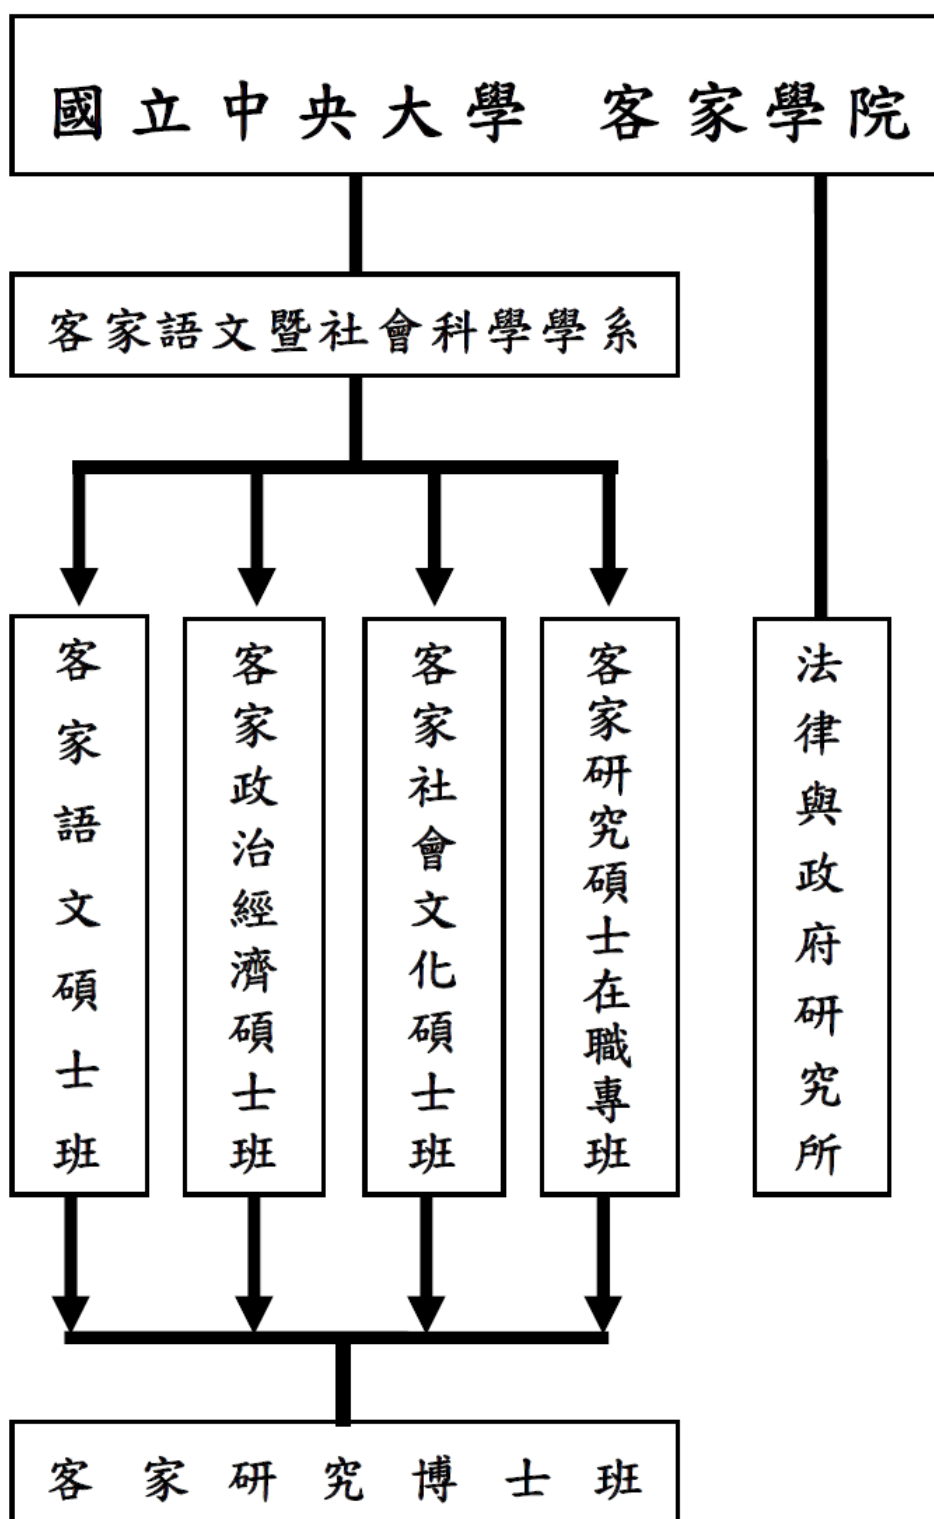 國立中央大學 客家學院
客家語文暨社會科學學系
客家語文碩士班
客家政治經濟碩士班
客家社會文化碩士班
客家研究碩士在職專班
法律與政府研究所
客家研究博士班